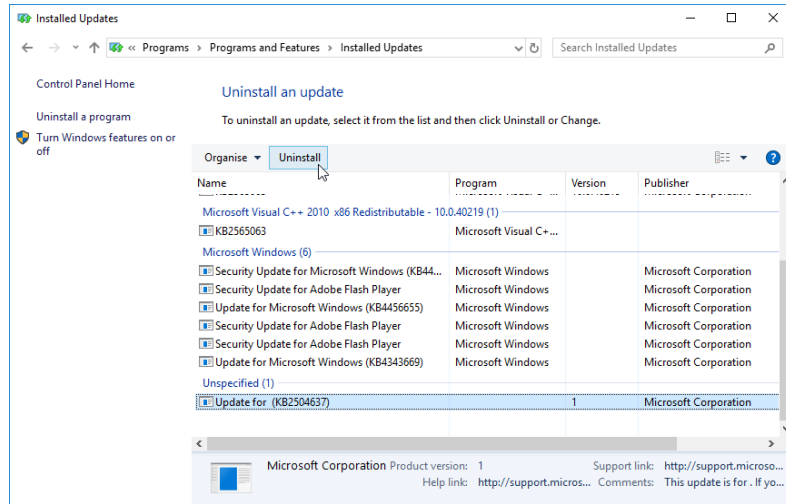 Installed Updates
« Programs > Programs and Features > Installed Updates
Search Installed Updates
Control Panel Home
Uninstall a program
Turn Windows features on or
off
Uninstall an update
To uninstall an update, select it from the list and then click Uninstall or Change.
Organise Uninstall
Name Program Version Publisher
Microsoft Visual C++ 2010 x86 Redistributable - 10.0.40219 (1)
KB2565063 Microsoft Visual C+...
Microsoft Windows (6)
Security Update for Microsoft Windows (KB44... Microsoft Windows Microsoft Corporation
Security Update for Adobe Flash Player Microsoft Windows Microsoft Corporation
Update for Microsoft Windows (KB4456655) Microsoft Windows Microsoft Corporation
Security Update for Adobe Flash Player Microsoft Windows Microsoft Corporation
Security Update for Adobe Flash Player Microsoft Windows Microsoft Corporation
Update for Microsoft Windows (KB4343669) Microsoft Windows Microsoft Corporation
Unspecified (1)
Update for (KB2504637) 1 Microsoft Corporation
Microsoft Corporation Product version: 1 Support link: http://support.microso...
Help link: http://support.micros... Comments: This update is for . If yo...